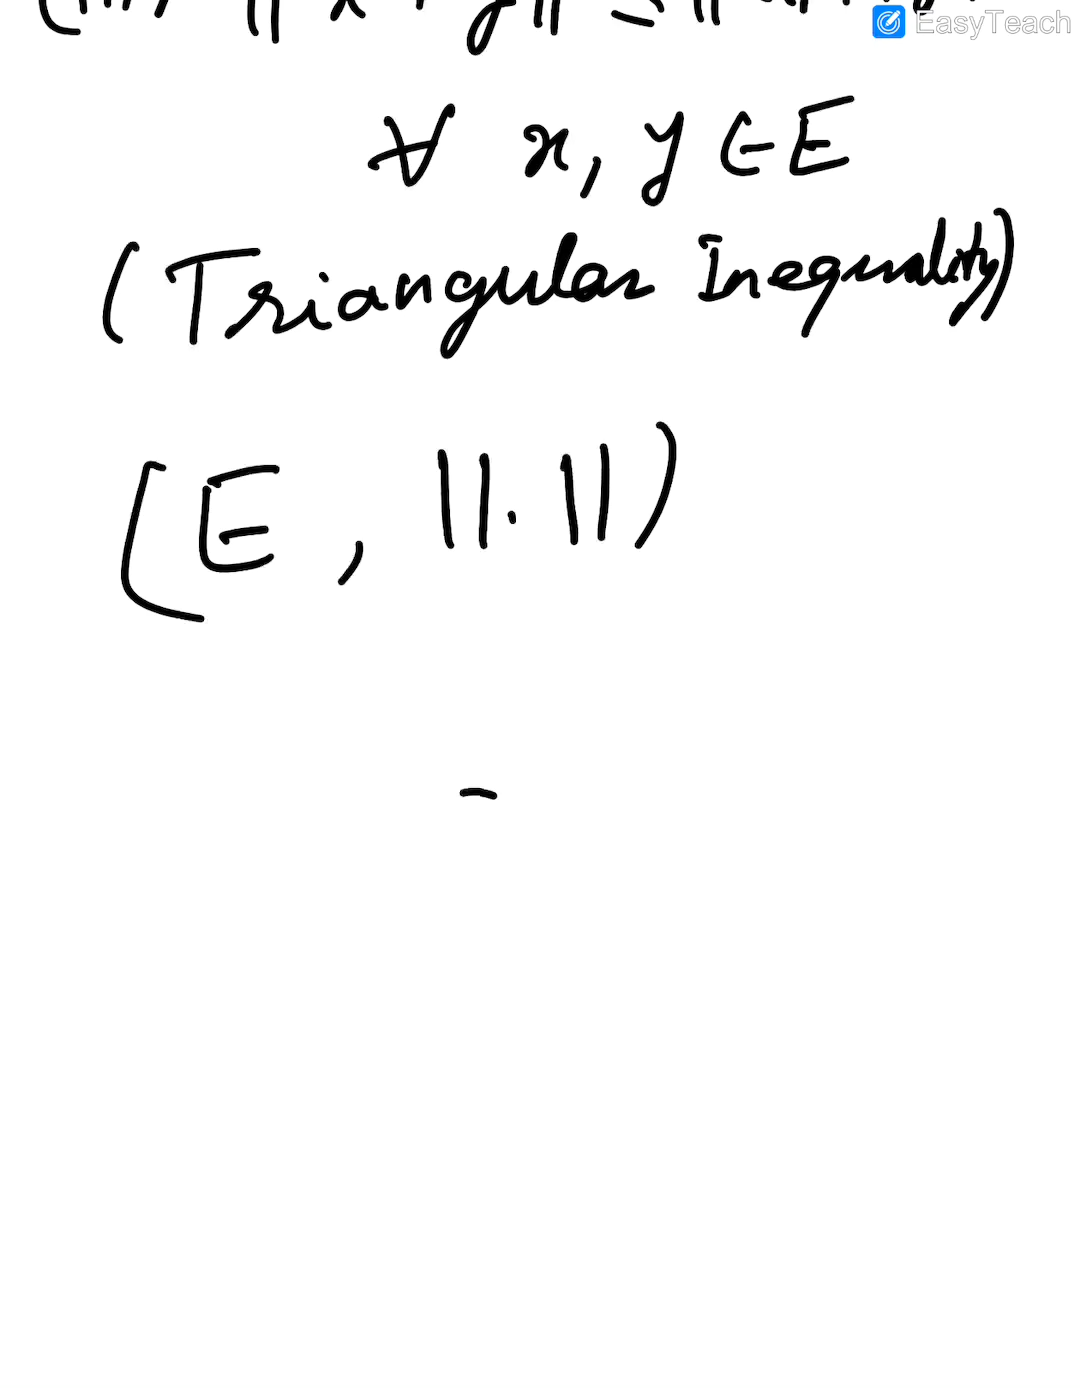 EasyTeach
∀ x, y ∈ E
(Triangular Inequality)
(E, ||.||)
-